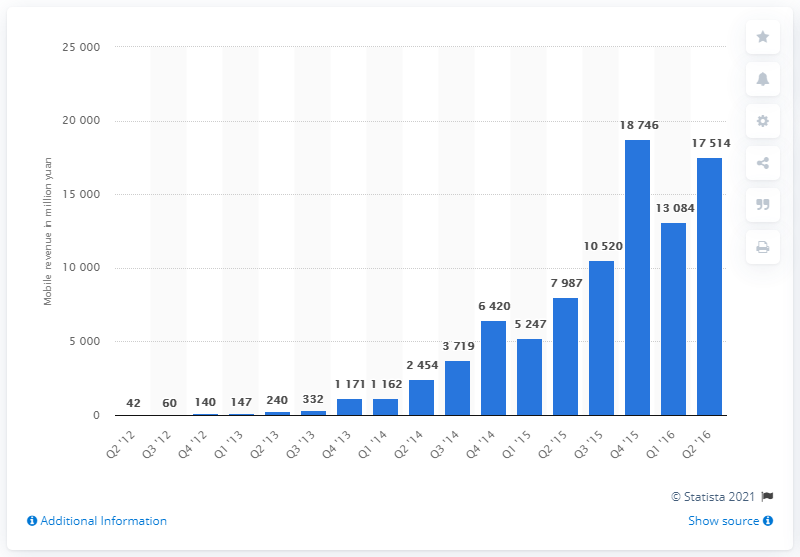 25 000
20 000
15 000
10 000
5 000
0
Mobile revenue in million yuan
42
60
140
147
240
332
1 171
1 162
2 454
3 719
6 420
5 247
7 987
10 520
18 746
13 084
17 514
Q2 '12
Q3 '12
Q4 '12
Q1 '13
Q2 '13
Q3 '13
Q4 '13
Q1 '14
Q2 '14
Q3 '14
Q4 '14
Q1 '15
Q2 '15
Q3 '15
Q4 '15
Q1 '16
Q2 '16
© Statista 2021
Additional Information
Show source